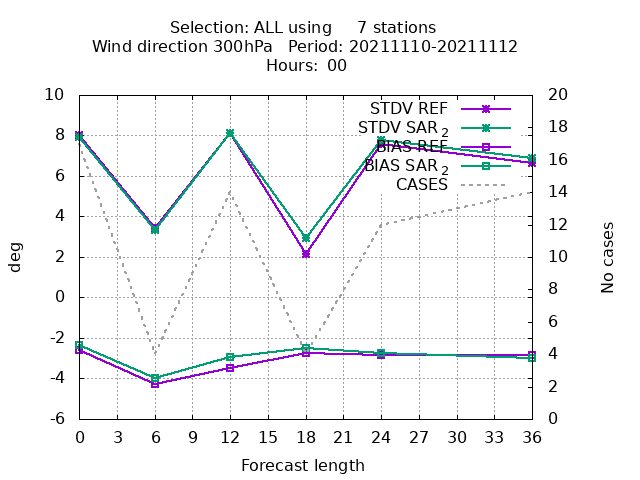 Selection: ALL using 7 stations
Wind direction 300hPa Period: 20211110-20211112
Hours: 00
STDV REF
STDV SAR 2
BIAS REF
BIAS SAR 2
CASES
deg
10
8
6
4
2
0
-2
-4
-6
No cases
20
18
16
14
12
10
8
6
4
2
0
0 3 6 9 12 15 18 21 24 27 30 33 36
Forecast length